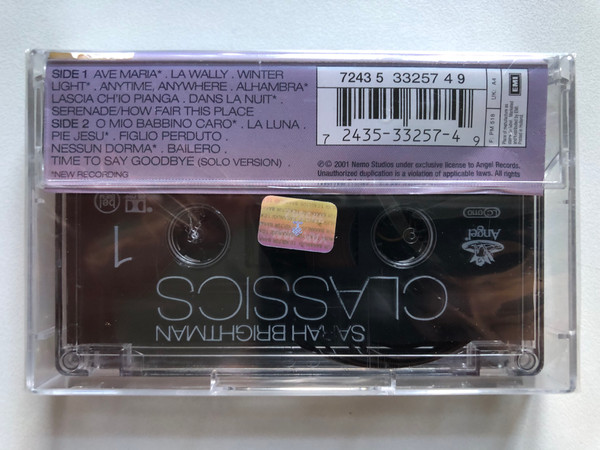 SIDE 1 AVE MARIA* . LA WALLY . WINTER
LIGHT* . ANYTIME, ANYWHERE . ALHAMBRA*
LASCIA CH'IO PIANGA . DANS LA NUIT* .
SERENADE/HOW FAIR THIS PLACE
SIDE 2 O MIO BABBINO CARO* . LA LUNA .
PIE JESU* . FIGLIO PERDUTO .
NESSUN DORMA* . BAILERO .
TIME TO SAY GOODBYE (SOLO VERSION) .
*NEW RECORDING
7243 5 33257 4 9
7 2435-33257-4 9
UK: A4
EMI
F: PM 518
℗© 2001 Nemo Studios under exclusive license to Angel Records.
Unauthorized duplication is a violation of applicable laws. All rights
1
SARAH BRIGHTMAN
CLASSICS
Angel